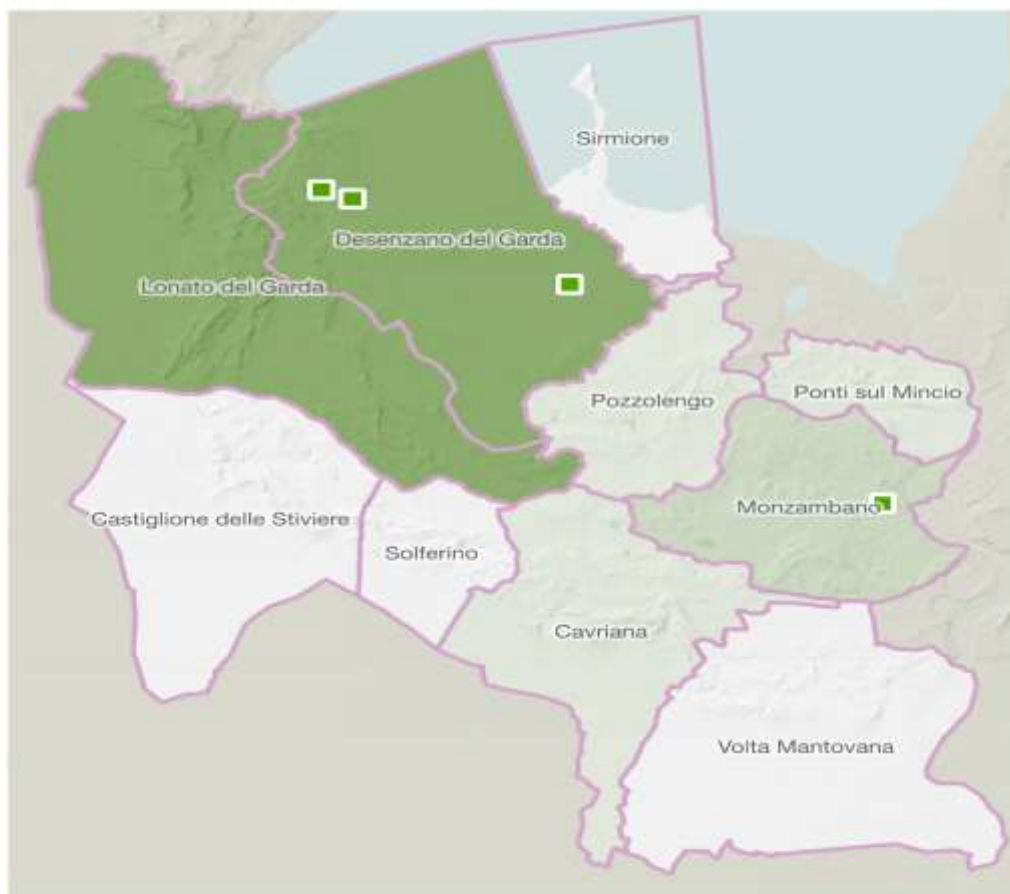 Sirmione
Desenzano del Garda
Lonato del Garda
Ponti sul Mincio
Pozzolengo
Monzambano
Castiglione delle Stiviere
Solferino
Cavriana
Volta Mantovana